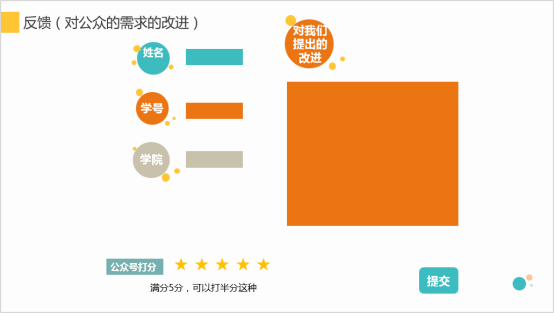 反馈（对公众的需求的改进）
姓名
学号
学院
对我们
提出的
改进
公众号打分
满分5分，可以打半分这种
提交